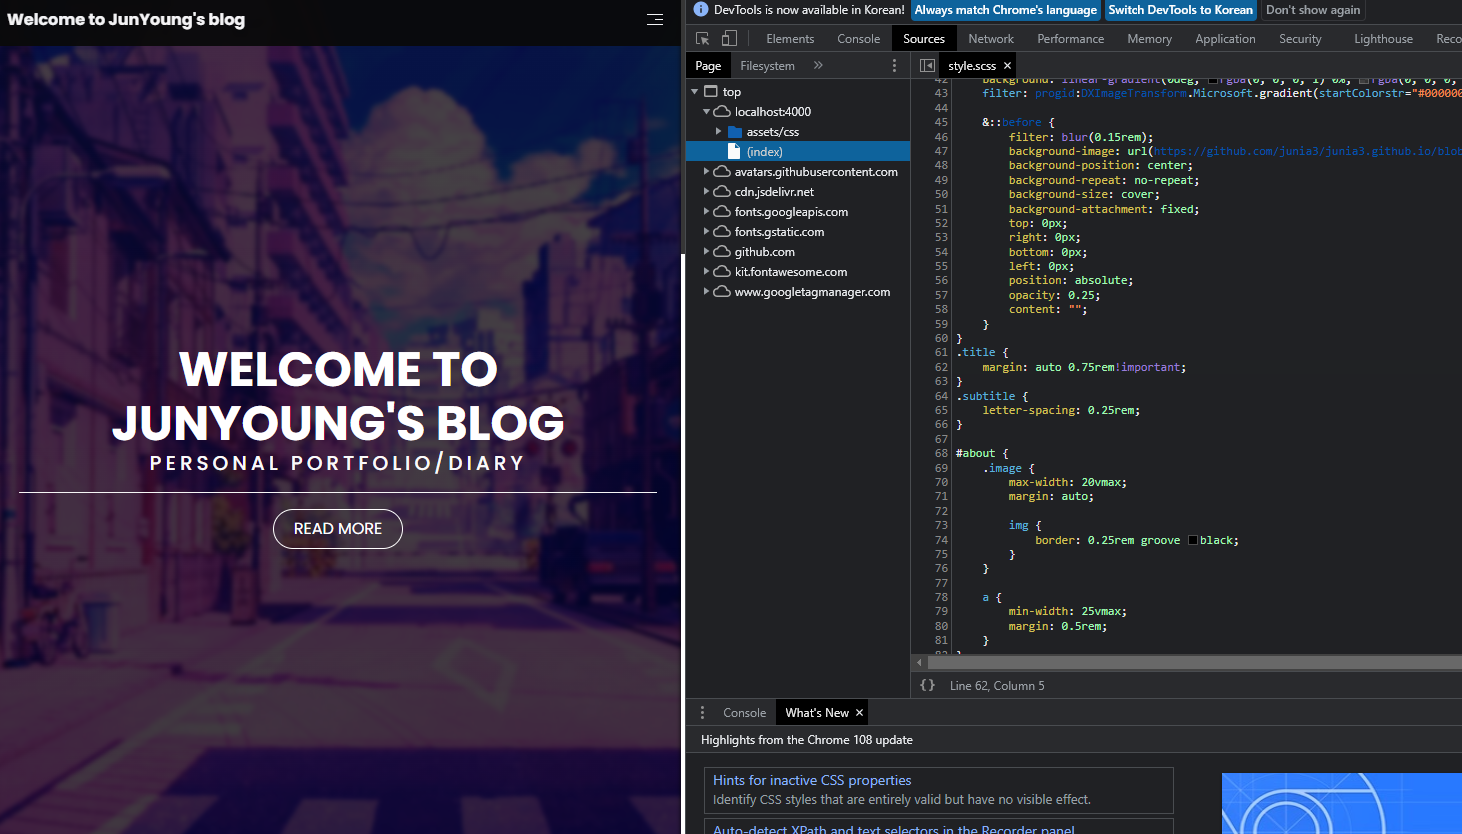 Welcome to JunYoung's blog
WELCOME TO
JUNYOUNG'S BLOG
PERSONAL PORTFOLIO/DIARY
READ MORE
DevTools is now available in Korean! Always match Chrome's language Switch DevTools to Korean Don't show again
Elements Console Sources Network Performance Memory Application Security Lighthouse Reco
Page Filesystem » style.scss ×
top
localhost:4000
assets/css
(index)
avatars.githubusercontent.com
cdn.jsdelivr.net
fonts.googleapis.com
fonts.gstatic.com
github.com
kit.fontawesome.com
www.googletagmanager.com
42 background: linear-gradient(0deg, rgba(0, 0, 0, 1) 0%, rgba(0, 0, 0,
43 filter: progid:DXImageTransform.Microsoft.gradient(startColorstr="#000000
44
45 &::before {
46 filter: blur(0.15rem);
47 background-image: url(https://github.com/junia3/junia3.github.io/blob
48 background-position: center;
49 background-repeat: no-repeat;
50 background-size: cover;
51 background-attachment: fixed;
52 top: 0px;
53 right: 0px;
54 bottom: 0px;
55 left: 0px;
56 position: absolute;
57 opacity: 0.25;
58 content: "";
59 }
60 }
61 .title {
62 margin: auto 0.75rem!important;
63 }
64 .subtitle {
65 letter-spacing: 0.25rem;
66 }
67
68 #about {
69 .image {
70 max-width: 20vmax;
71 margin: auto;
72
73 img {
74 border: 0.25rem groove black;
75 }
76 }
77
78 a {
79 min-width: 25vmax;
80 margin: 0.5rem;
81 }
82 }
{} Line 62, Column 5
Console What's New ×
Highlights from the Chrome 108 update
Hints for inactive CSS properties
Identify CSS styles that are entirely valid but have no visible effect.
Auto-detect XPath and text selectors in the Recorder panel